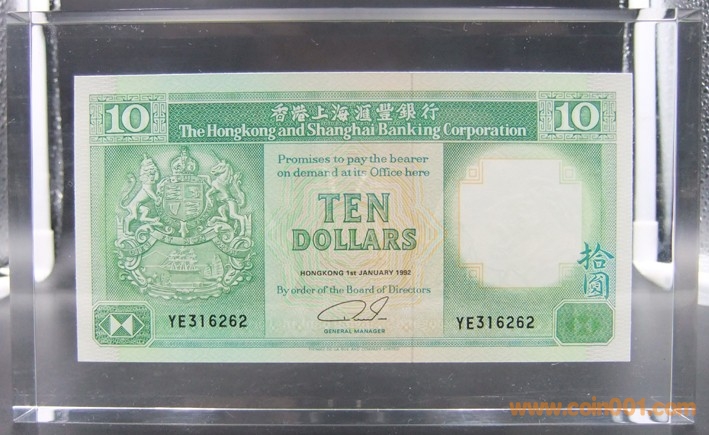 10 香港上海滙豐銀行 10
The Hongkong and Shanghai Banking Corporation
Promises to pay the bearer
on demand at its Office here
TEN
DOLLARS
HONGKONG 1st JANUARY 1992
By order of the Board of Directors
GENERAL MANAGER
拾圓
YE316262
YE316262
www.coin001.com